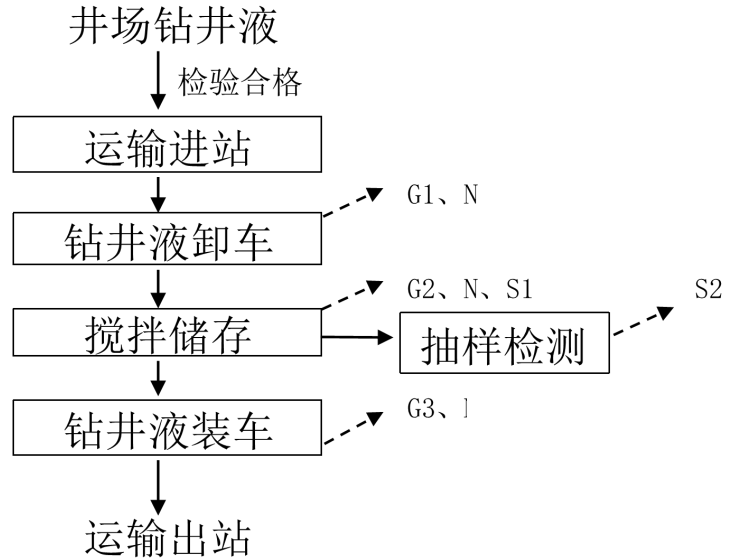 井场钻井液
检验合格
运输进站
G1、N
钻井液卸车
G2、N、S1
S2
搅拌储存
抽样检测
G3、
钻井液装车
运输出站